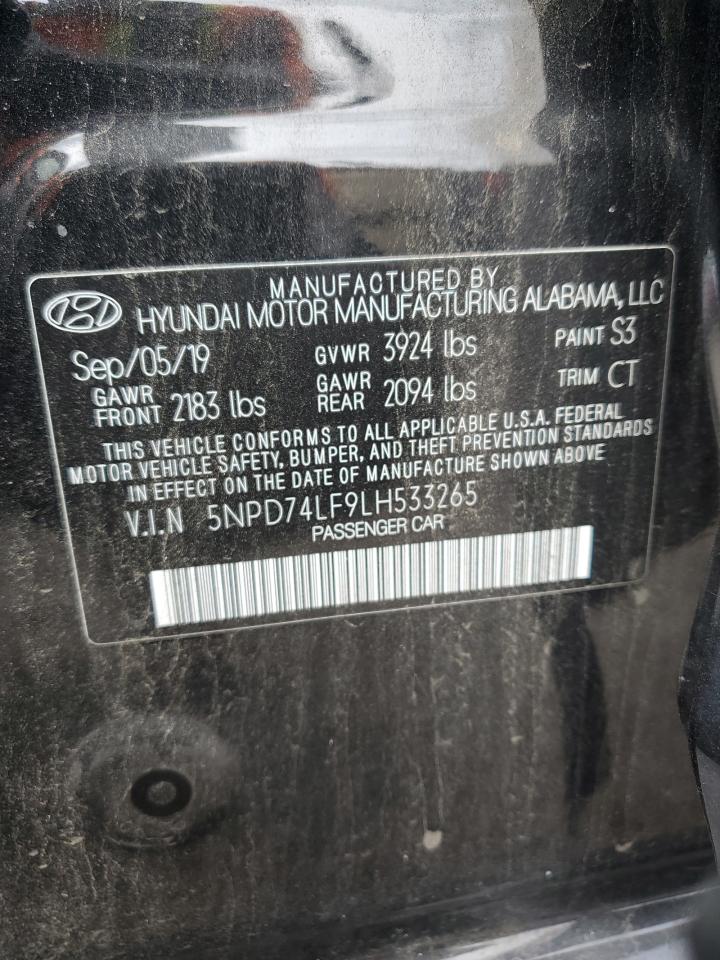 MANUFACTURED BY
HYUNDAI MOTOR MANUFACTURING ALABAMA, LLC
Sep/05/19 GVWR 3924 lbs PAINT S3
GAWR FRONT 2183 lbs GAWR REAR 2094 lbs TRIM CT
THIS VEHICLE CONFORMS TO ALL APPLICABLE U.S.A. FEDERAL
MOTOR VEHICLE SAFETY, BUMPER, AND THEFT PREVENTION STANDARDS
IN EFFECT ON THE DATE OF MANUFACTURE SHOWN ABOVE
V.I.N 5NPD74LF9LH533265
PASSENGER CAR